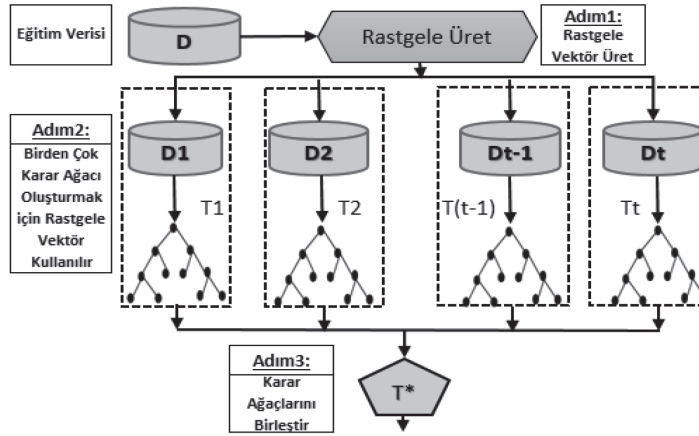 Eğitim Verisi
D
Rastgele Üret
Adım1:
Rastgele
Vektör Üret
Adım2:
Birden Çok
Karar Ağacı
Oluşturmak
için Rastgele
Vektör
Kullanılır
D1
D2
Dt-1
Dt
T1
T2
T(t-1)
Tt
Adım3:
Karar
Ağaçlarını
Birleştir
T*